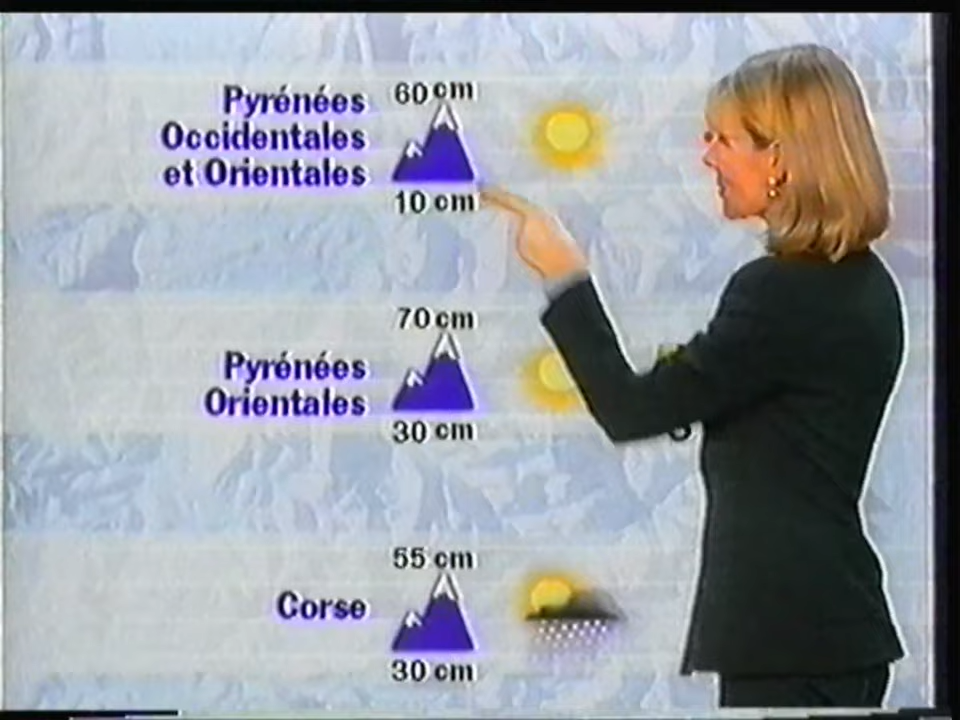 60 cm
Pyrénées
Occidentales
et Orientales
10 cm
70 cm
Pyrénées
Orientales
30 cm
55 cm
Corse
30 cm